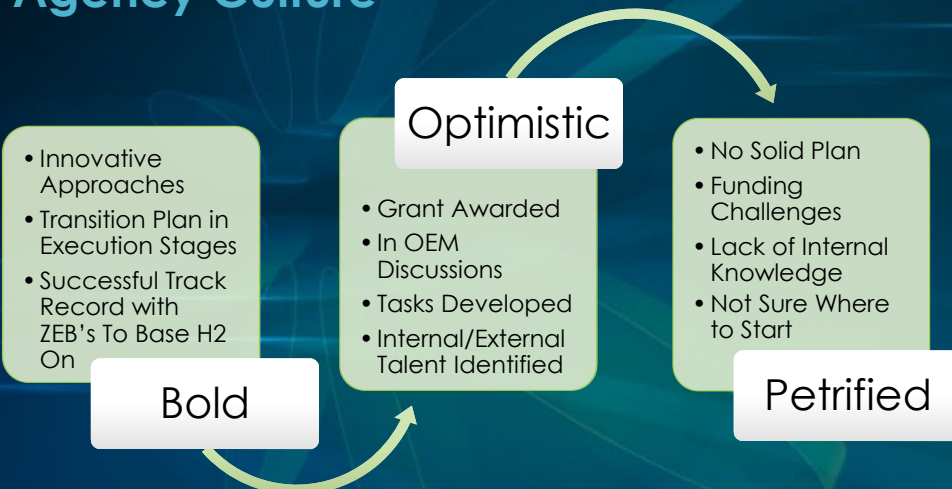 Agency Culture
• Innovative
Approaches
• Transition Plan in
Execution Stages
• Successful Track
Record with
ZEB's To Base H2
On
Bold
Optimistic
• Grant Awarded
• In OEM
Discussions
• Tasks Developed
• Internal/External
Talent Identified
• No Solid Plan
• Funding
Challenges
• Lack of Internal
Knowledge
• Not Sure Where
to Start
Petrified